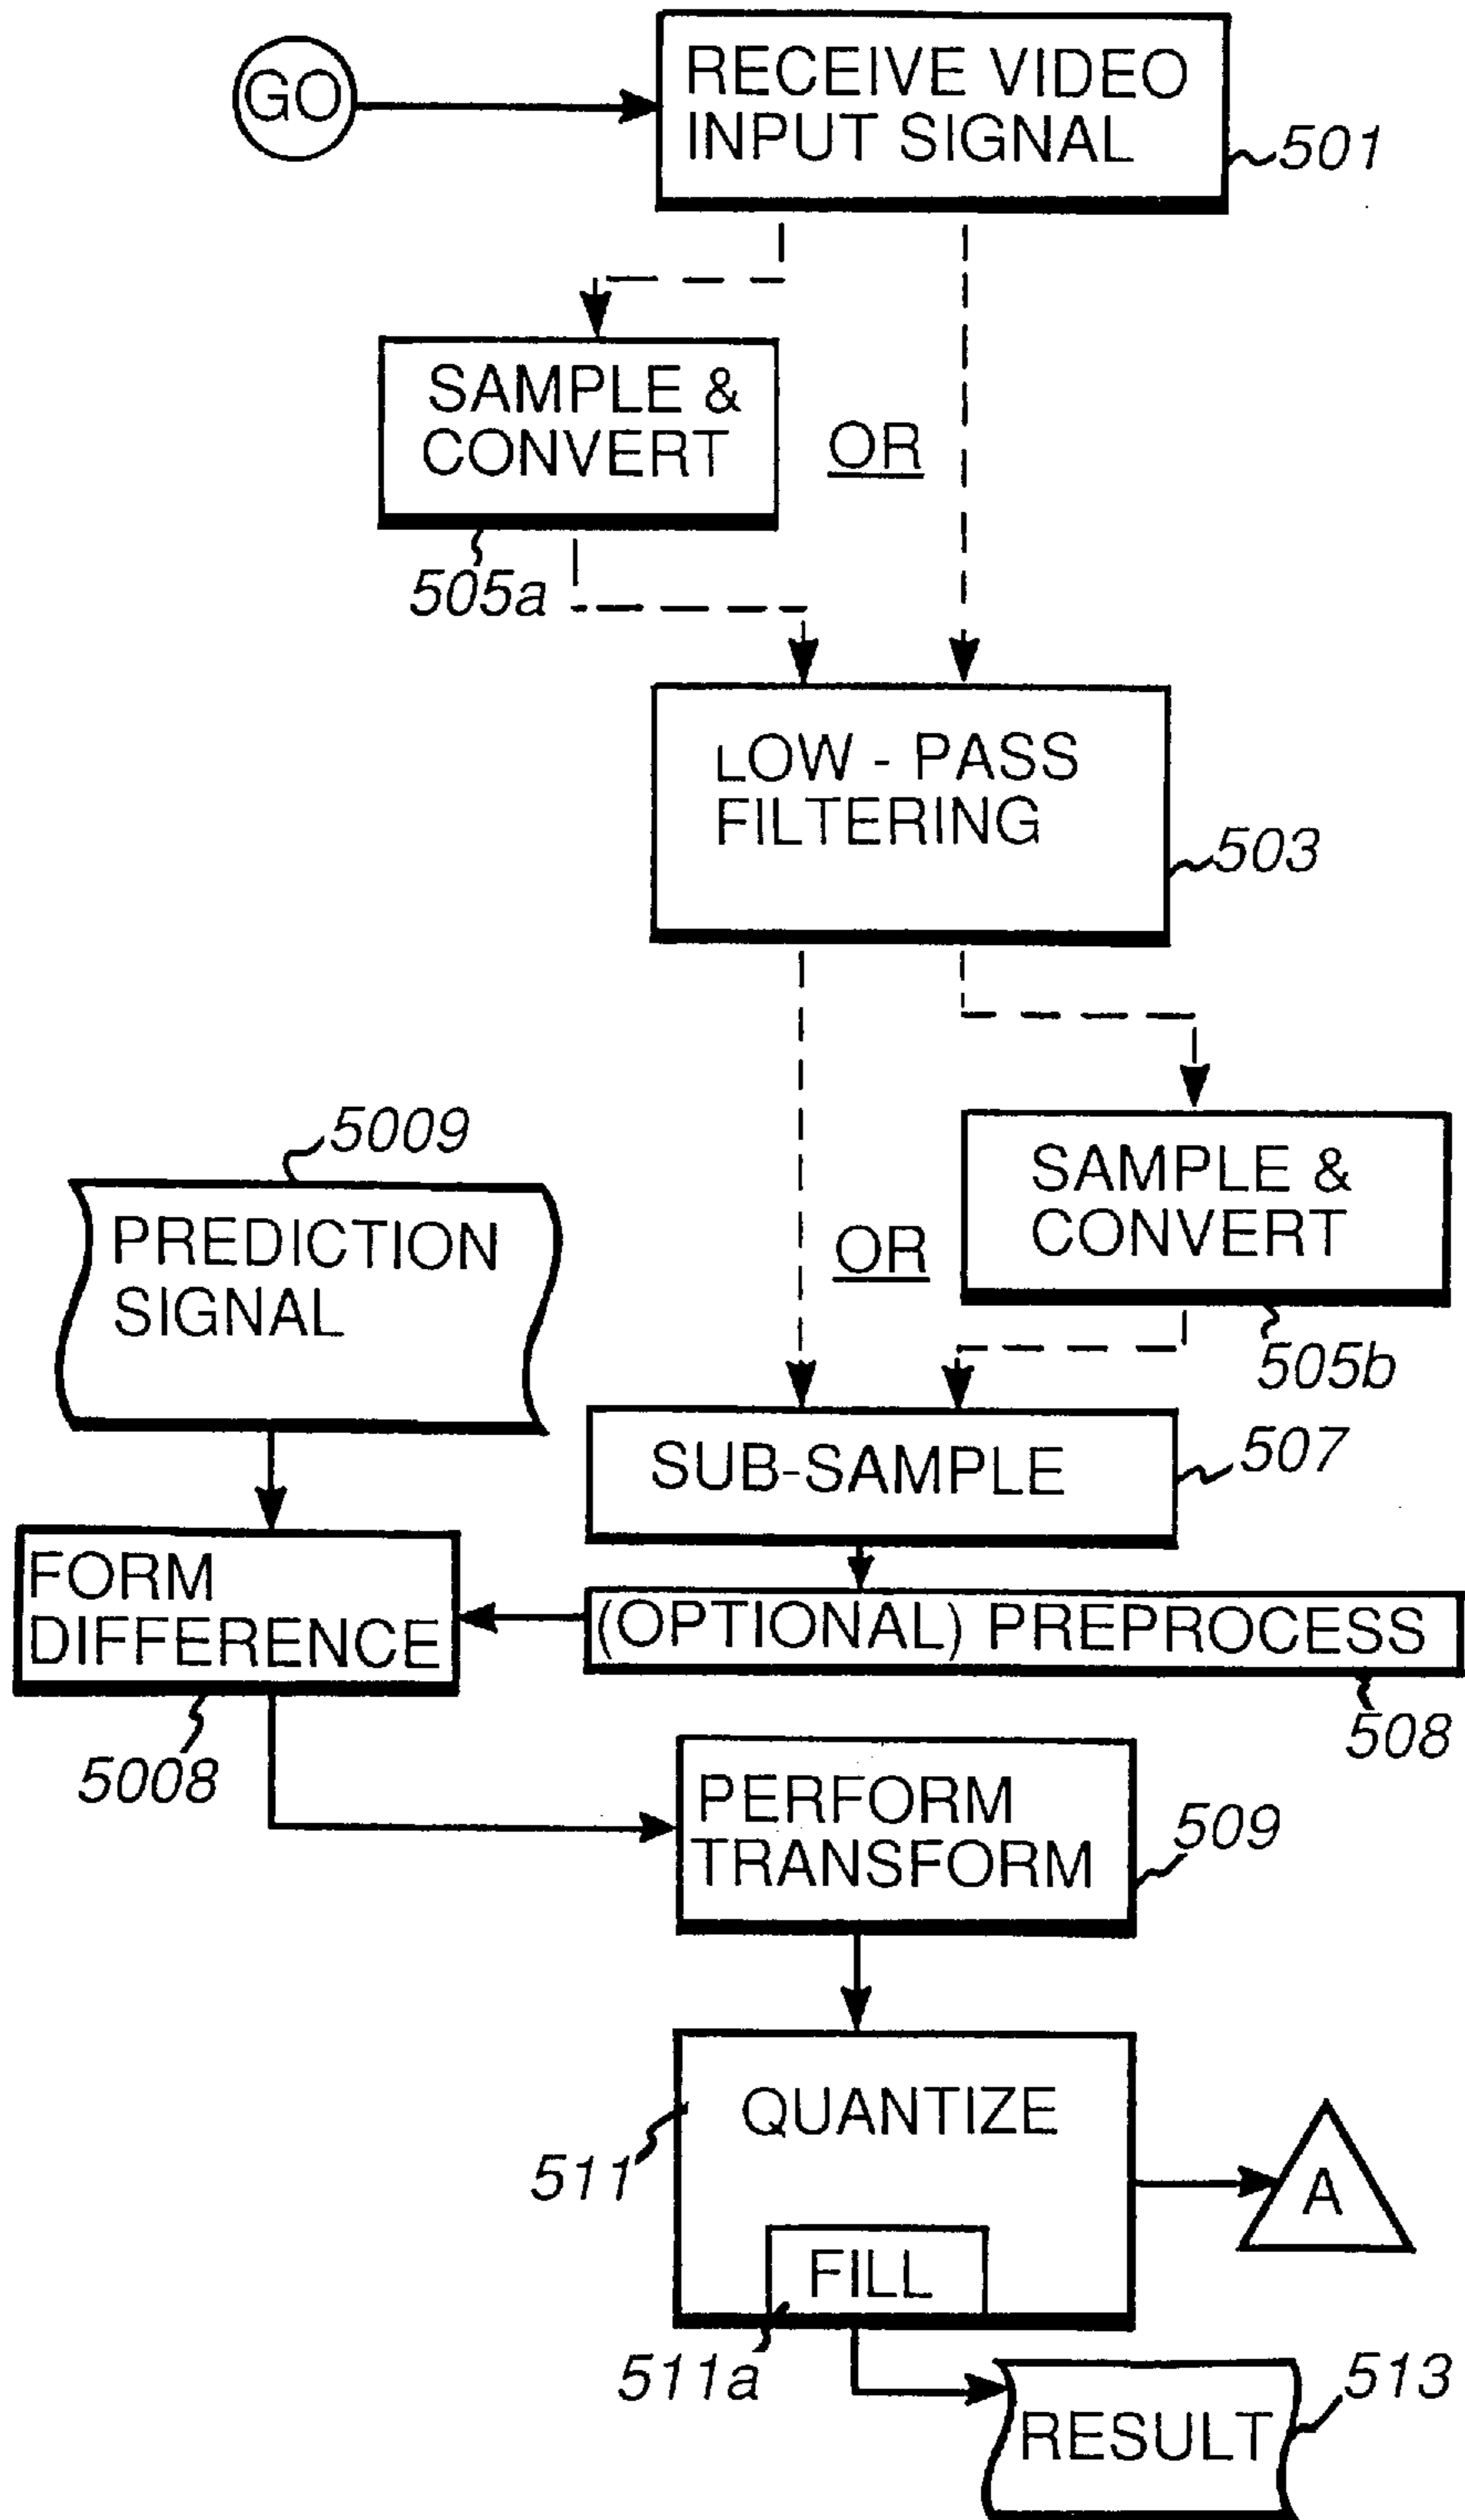 GO
RECEIVE VIDEO
INPUT SIGNAL
501
SAMPLE &
CONVERT
OR
505a
LOW - PASS
FILTERING
503
5009
PREDICTION
SIGNAL
SAMPLE &
CONVERT
OR
505b
SUB-SAMPLE
507
FORM
DIFFERENCE
(OPTIONAL) PREPROCESS
508
5008
PERFORM
TRANSFORM
509
QUANTIZE
511
A
FILL
511a
513
RESULT